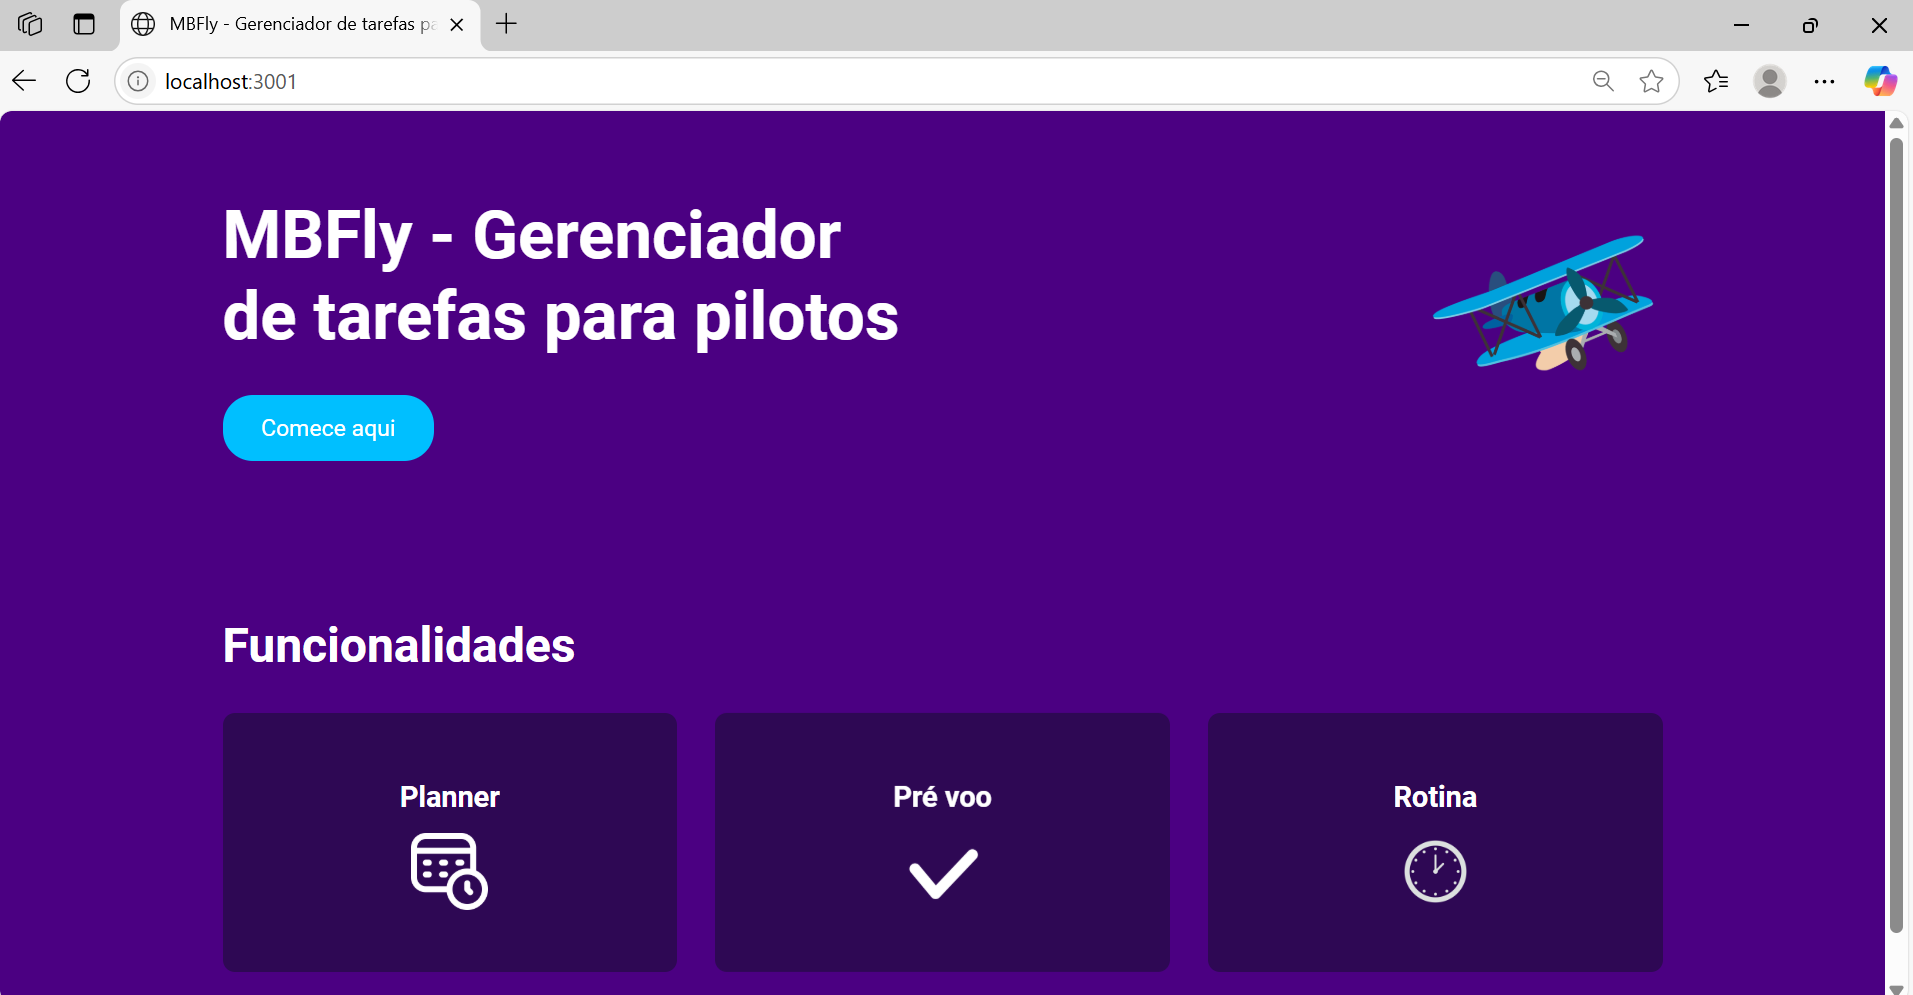 MBFly - Gerenciador de tarefas pa
localhost:3001
MBFly - Gerenciador
de tarefas para pilotos
Comece aqui
Funcionalidades
Planner
Pré voo
Rotina